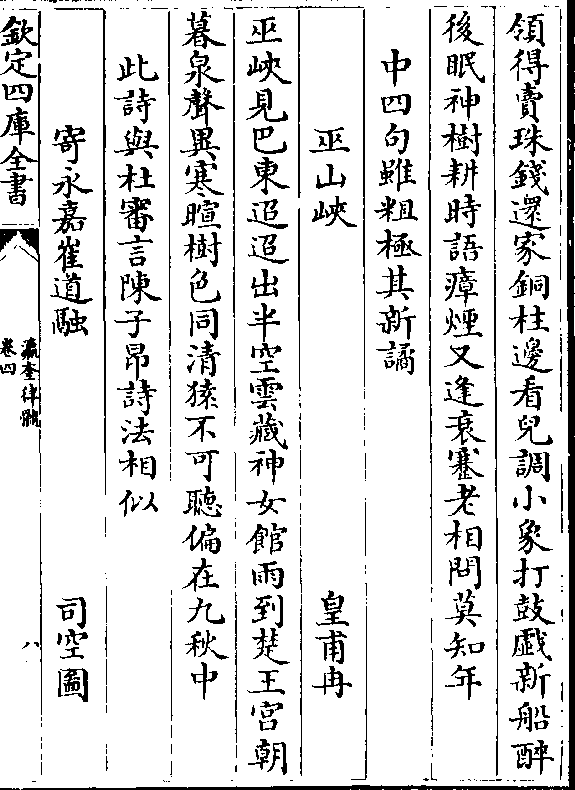 領得賣珠錢還家銅柱邊看兒調小象打鼓戲新船醉
後眠神樹耕時語瘴煙又逢衰蹇老相問莫知年
中四句雖粗極其新譎
巫山峽
皇甫冉
巫峽見巴東迢迢出半空雲藏神女館雨到楚王宮朝
暮泉聲異寒暄樹色同清猿不可聽偏在九秋中
此詩與杜審言陳子昂詩法相似
寄永嘉崔道融
司空圖
欽定四庫全書
瀛奎律髓
卷四
八